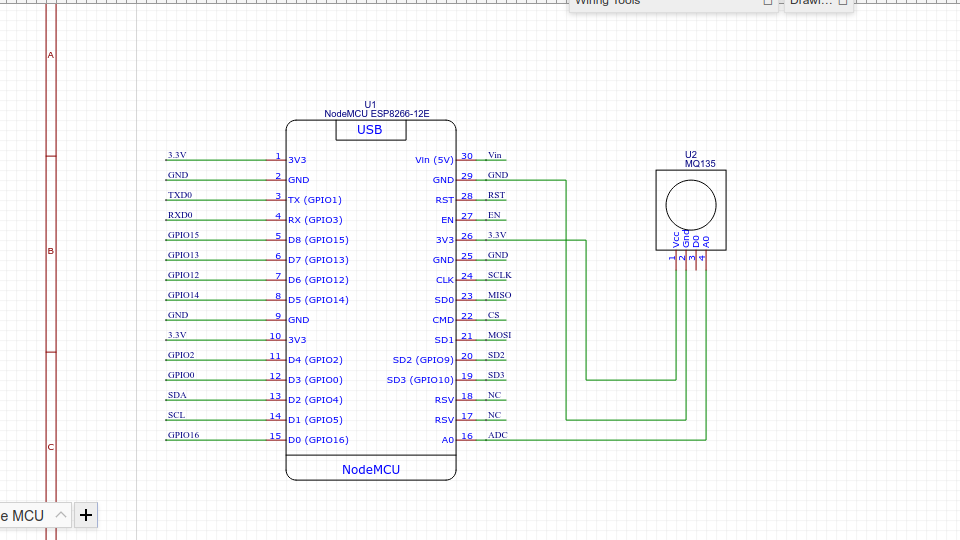 Wiring Tools
Drawi...
A
B
C
U1
NodeMCU ESP8266-12E
USB
3.3V 1 3V3
GND 2 GND
TXD0 3 TX (GPIO1)
RXD0 4 RX (GPIO3)
GPIO15 5 D8 (GPIO15)
GPIO13 6 D7 (GPIO13)
GPIO12 7 D6 (GPIO12)
GPIO14 8 D5 (GPIO14)
GND 9 GND
3.3V 10 3V3
GPIO2 11 D4 (GPIO2)
GPIO0 12 D3 (GPIO0)
SDA 13 D2 (GPIO4)
SCL 14 D1 (GPIO5)
GPIO16 15 D0 (GPIO16)
Vin (5V) 30 Vin
GND 29 GND
RST 28 RST
EN 27 EN
3V3 26 3.3V
GND 25 GND
CLK 24 SCLK
SD0 23 MISO
CMD 22 CS
SD1 21 MOSI
SD2 (GPIO9) 20 SD2
SD3 (GPIO10) 19 SD3
RSV 18 NC
RSV 17 NC
A0 16 ADC
NodeMCU
U2
MQ135
Vcc 1
Gnd 2
D0 3
A0 4
e MCU
+